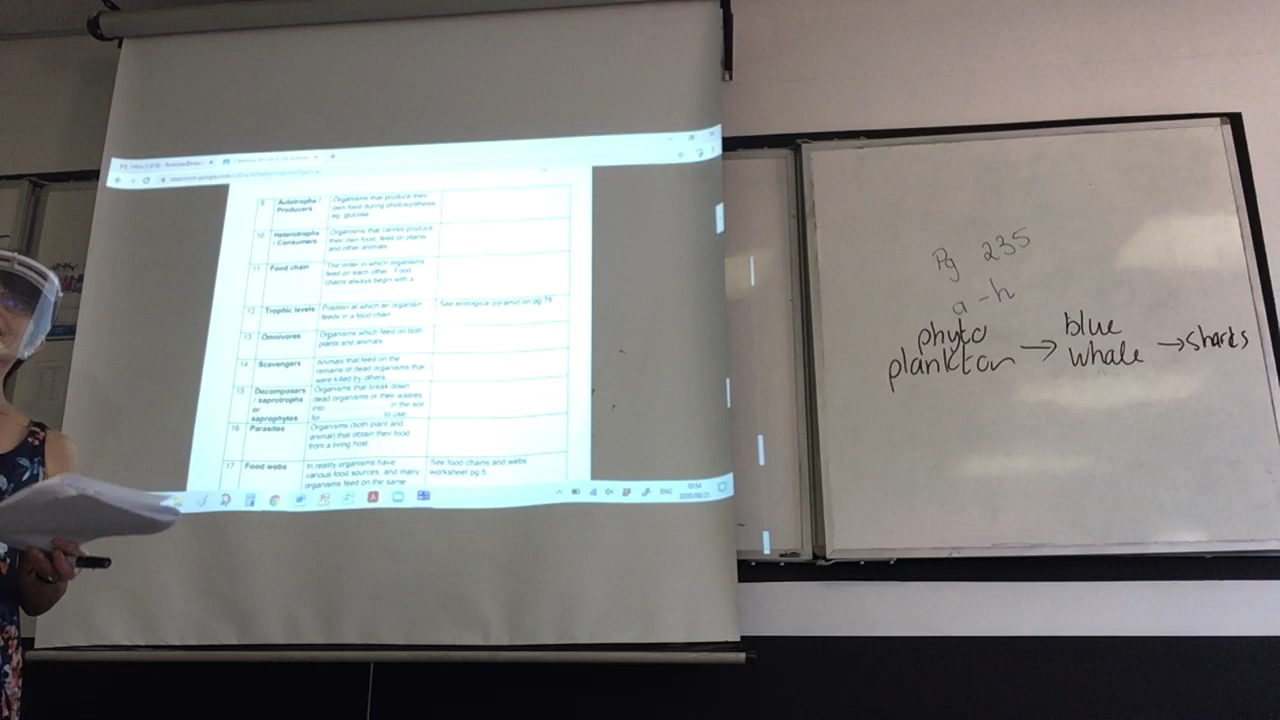 9 Autotrophs / Organisms that produce their
Producers own food during photosynthesis
eg. glucose
10 Heterotrophs Organisms that cannot produce
/ Consumers their own food, feed on plants
and other animals
11 Food chain The order in which organisms
feed on each other. Food
chains always begin with a
12 Trophic levels Position at which an organism See ecological pyramid on pg
feeds in a food chain
13 Omnivores Organisms which feed on both
plants and animals
14 Scavengers Animals that feed on the
remains of dead organisms that
were killed by others
15 Decomposers Organisms that break down
/ saprotrophs dead organisms or their wastes
or into in the soil
saprophytes for to use
16 Parasites Organisms (both plant and
animal) that obtain their food
from a living host
17 Food webs In reality organisms have See food chains and webs
various food sources, and many worksheet pg 5
organisms feed on the same
ENG 10:54
Pg 235
a-h.
phyto blue
plankton → whale → sharks